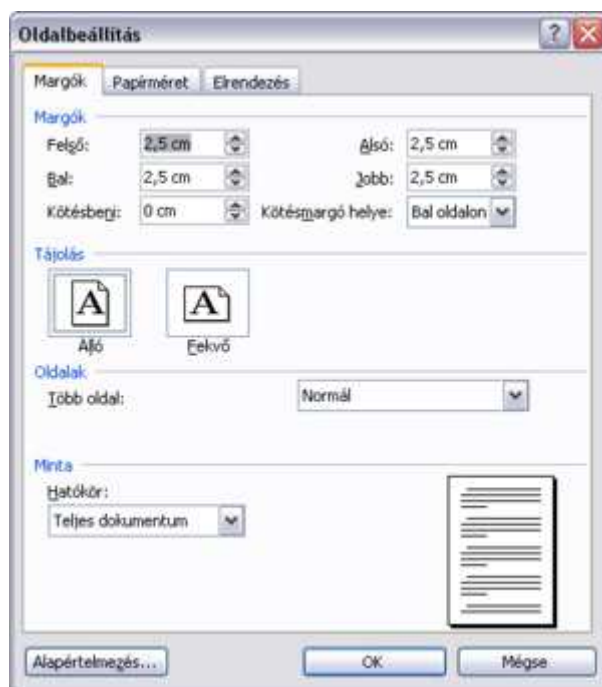 Oldalbeállítás
Margók Papírméret Elrendezés
Margók
Felső: 2,5 cm Alsó: 2,5 cm
Bal: 2,5 cm Jobb: 2,5 cm
Kötésbeni: 0 cm Kötésmargó helye: Bal oldalon
Tájolás
A A
Álló Fekvő
Oldalak
Több oldal: Normál
Minta
Hatókör:
Teljes dokumentum
Alapértelmezés... OK Mégse